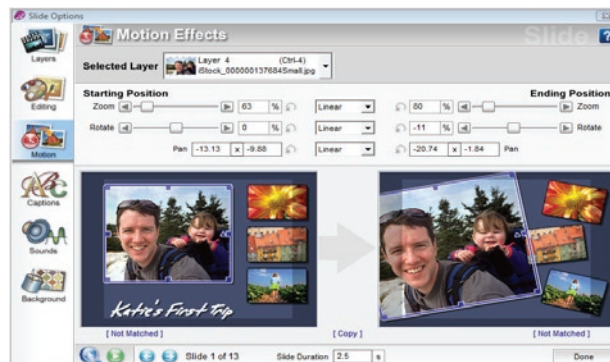 Slide Options
Motion Effects
Slide
?
Layers
Editing
Motion
Captions
Sounds
Background
Selected Layer
Layer 4 (Ctrl-4)
iStock_000000137684Small.jpg
Starting Position
Ending Position
Zoom 63 % Linear 80 % Zoom
Rotate 0 % Linear -11 % Rotate
Pan -13.13 x -9.88 Linear -20.74 x -1.84 Pan
Katie's First Trip
[ Not Matched ] [ Copy ] [ Not Matched ]
Slide 1 of 13 Slide Duration 2.5 s Done